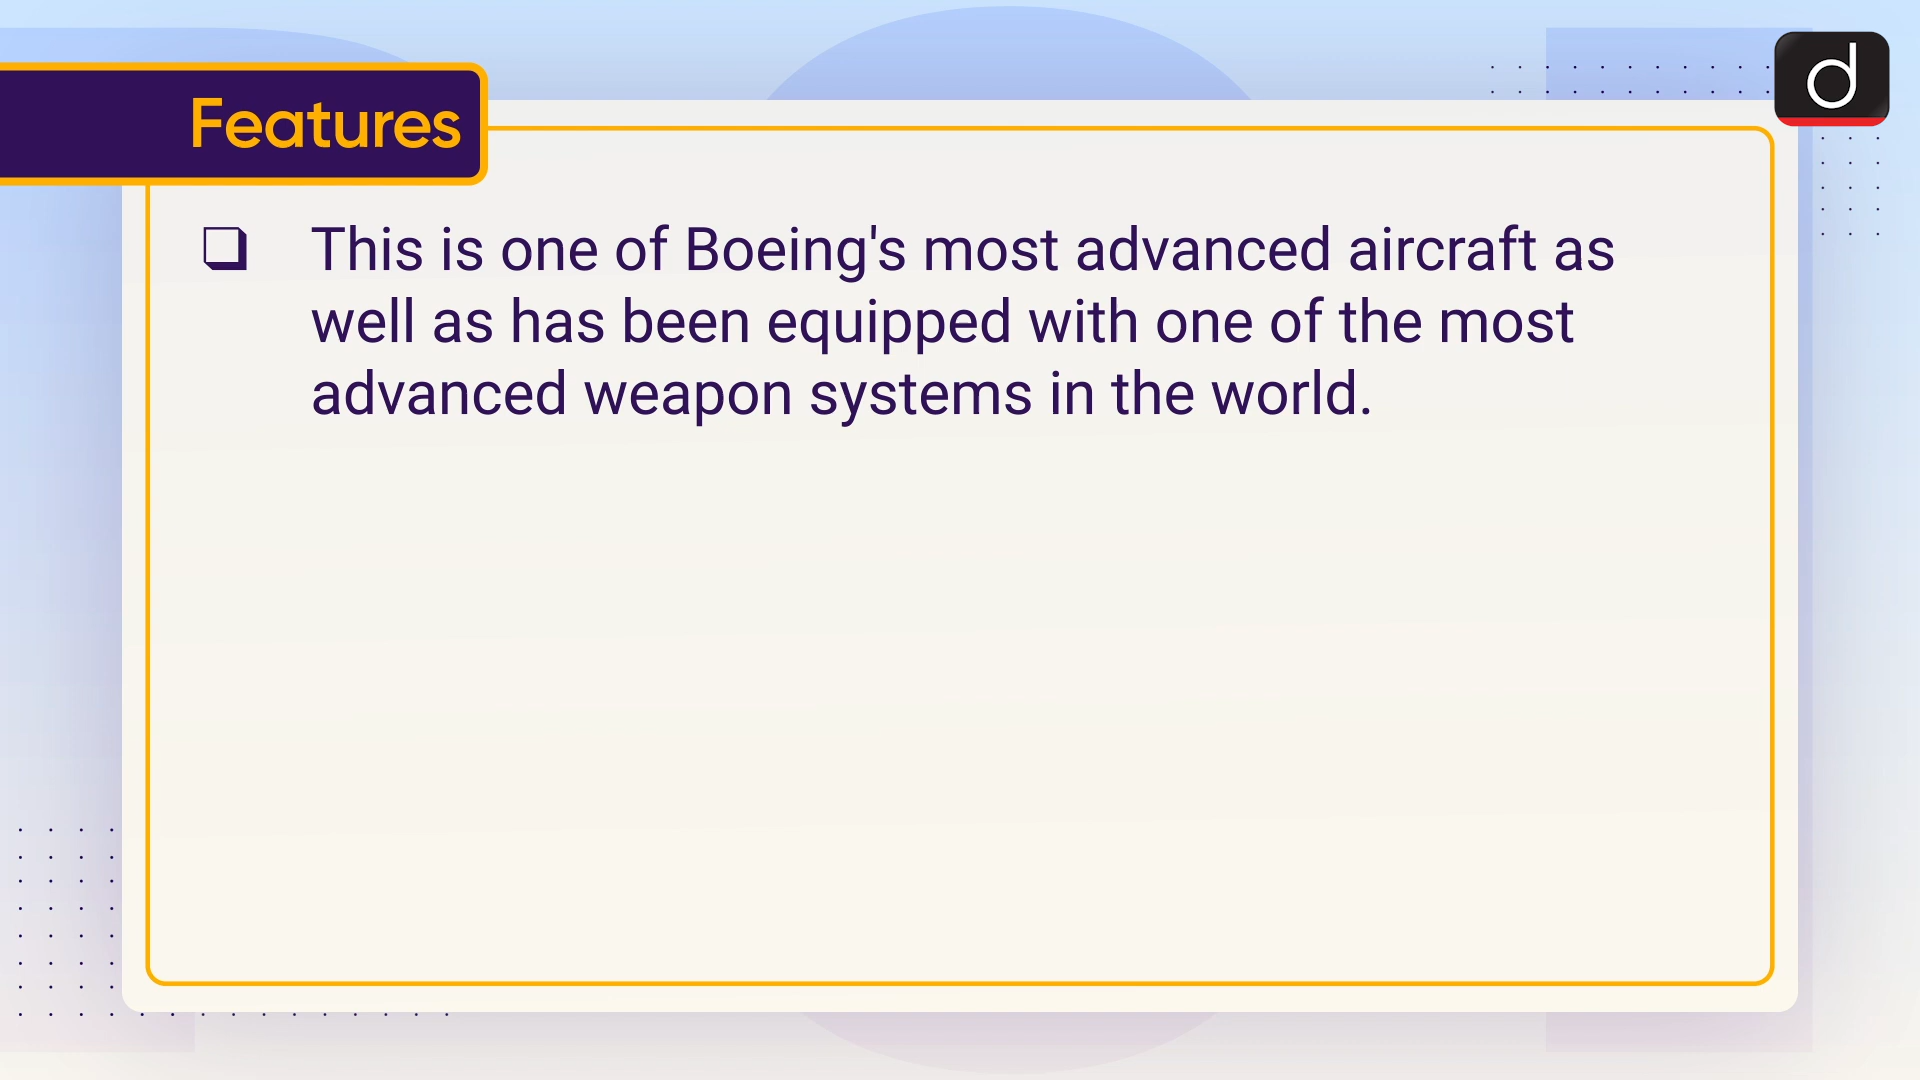 Features
❑ This is one of Boeing's most advanced aircraft as
well as has been equipped with one of the most
advanced weapon systems in the world.
d